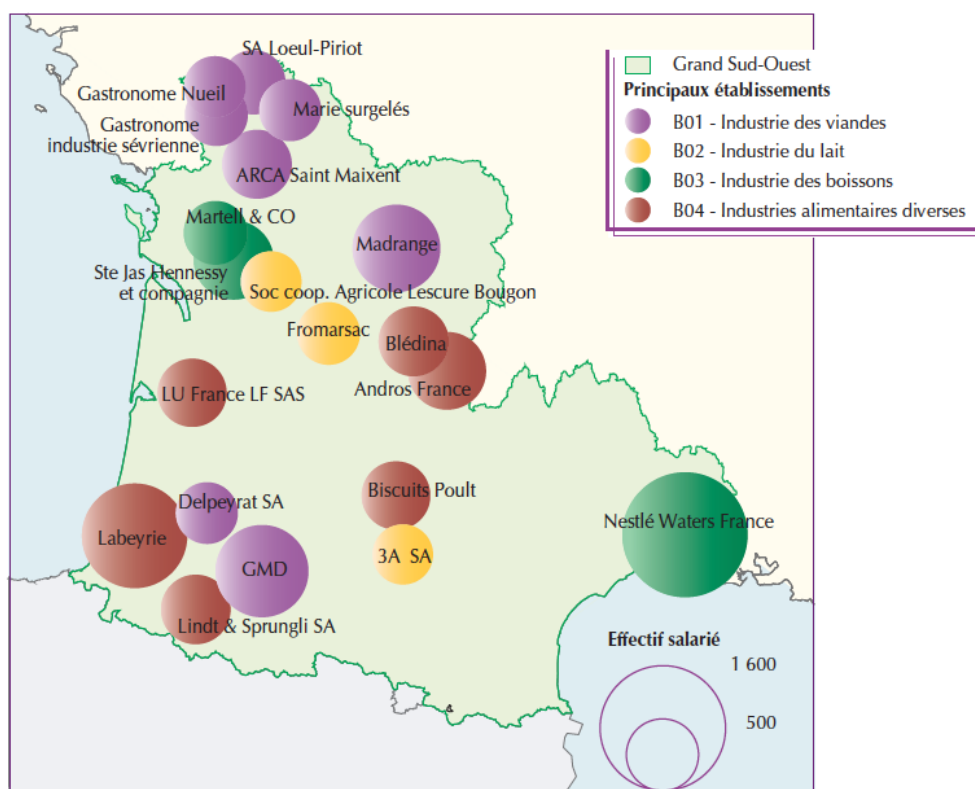 SA Loeul-Piriot
Gastronome Nueil
Marie surgelés
Gastronome
industrie sévrienne
ARCA Saint Maixent
Martell & CO
Madrange
Ste Jas Hennessy
et compagnie
Soc coop. Agricole Lescure Bougon
Fromarsac
Blédina
LU France LF SAS
Andros France
Biscuits Poult
Delpeyrat SA
Labeyrie
Nestlé Waters France
3A SA
GMD
Lindt & Sprungli SA
Grand Sud-Ouest
Principaux établissements
B01 - Industrie des viandes
B02 - Industrie du lait
B03 - Industrie des boissons
B04 - Industries alimentaires diverses
Effectif salarié
1 600
500